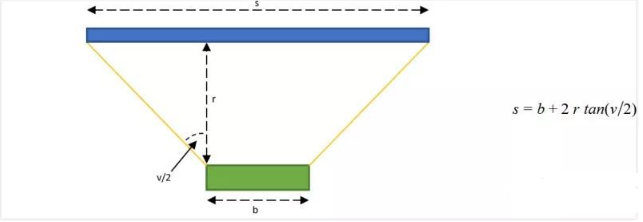 s
r
s = b + 2 r tan(v/2)
v/2
b